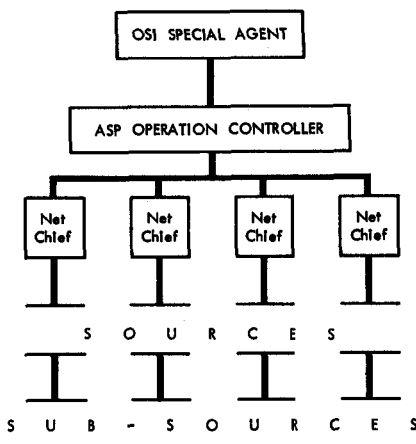 OSI SPECIAL AGENT
ASP OPERATION CONTROLLER
Net Chief
Net Chief
Net Chief
Net Chief
S O U R C E S
S U B - S O U R C E S